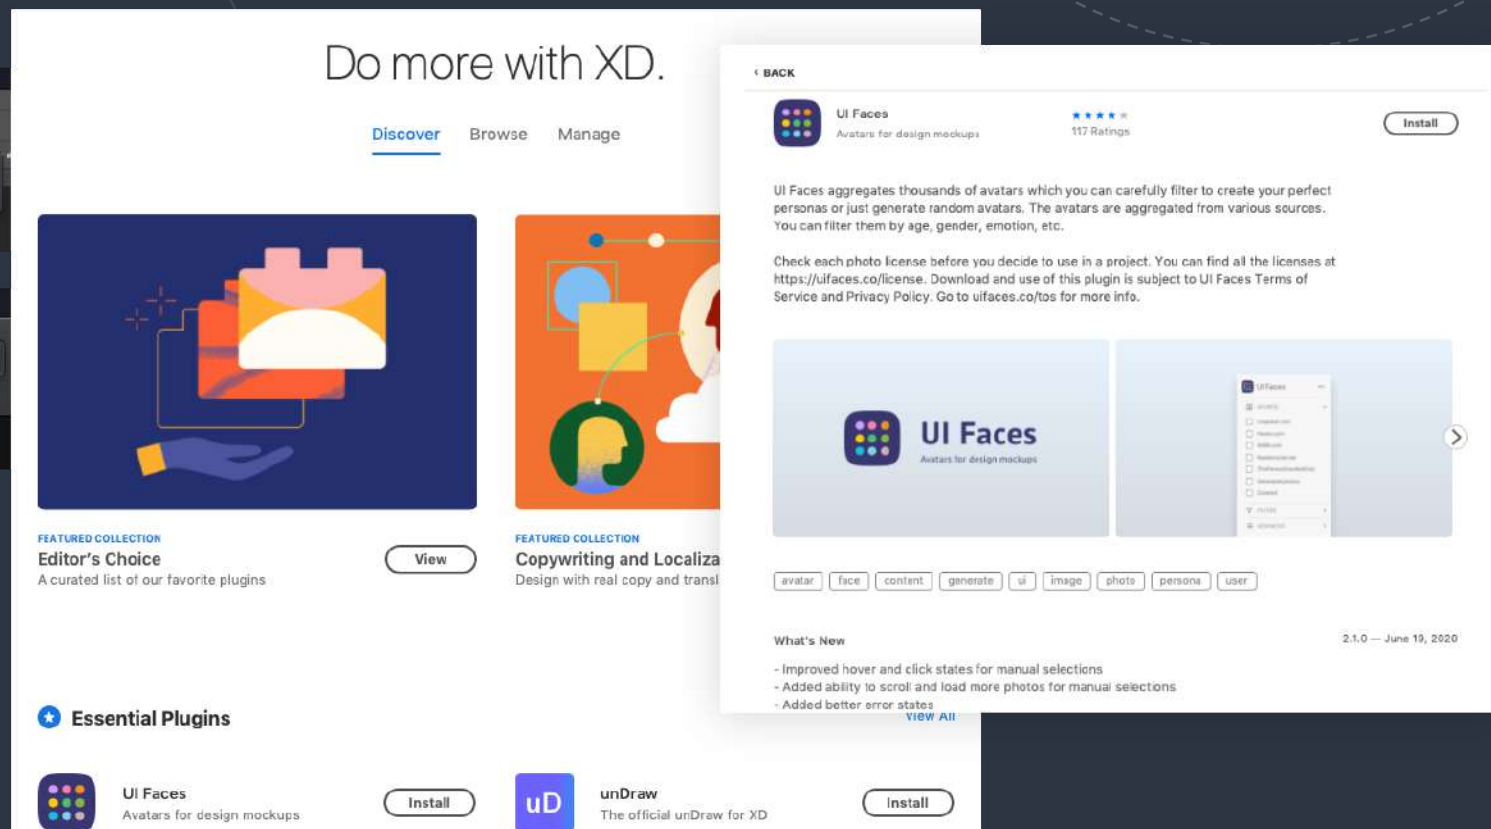 Do more with XD.
Discover Browse Manage
FEATURED COLLECTION
Editor's Choice
A curated list of our favorite plugins
View
FEATURED COLLECTION
Copywriting and Localiza
Design with real copy and transl
Essential Plugins
View All
UI Faces
Avatars for design mockups
Install
uD
unDraw
The official unDraw for XD
Install
‹ BACK
UI Faces
Avatars for design mockups
117 Ratings
Install
UI Faces aggregates thousands of avatars which you can carefully filter to create your perfect
personas or just generate random avatars. The avatars are aggregated from various sources.
You can filter them by age, gender, emotion, etc.
Check each photo license before you decide to use in a project. You can find all the licenses at
https://uifaces.co/license. Download and use of this plugin is subject to UI Faces Terms of
Service and Privacy Policy. Go to uifaces.co/tos for more info.
UI Faces
Avatars for design mockups
UI Faces
avatar face content generate ui image photo persona user
What's New
2.1.0 — June 19, 2020
- Improved hover and click states for manual selections
- Added ability to scroll and load more photos for manual selections
- Added better error states